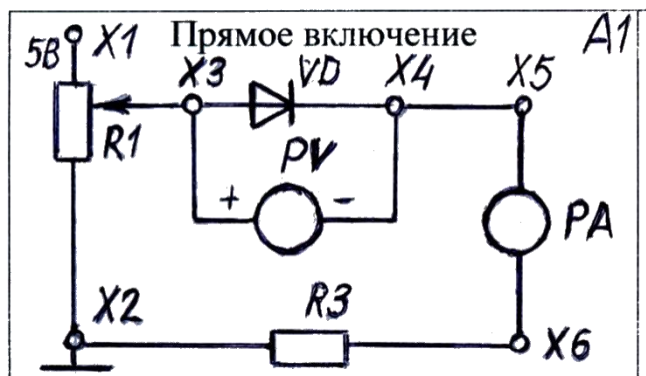 Прямое включение
A1
5В X1
X3
VD
X4
X5
R1
PV
+
-
PA
X2
R3
X6